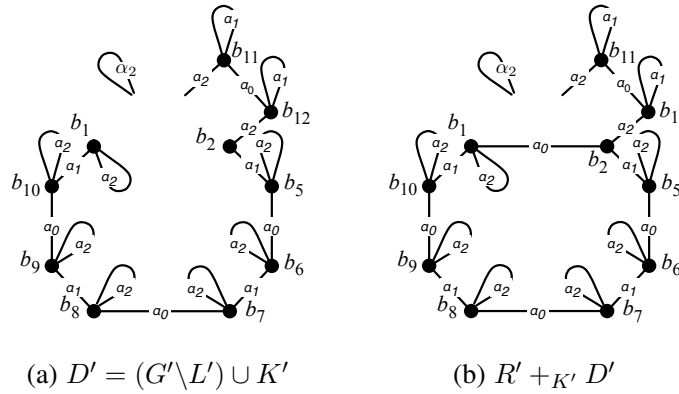 a₁ a₁
b₁₁ b₁₁
α₂ a₂ a₀ a₁ α₂ a₂ a₀ a₁
b₁₂ b₁
b₁ b₂ a₂ b₁ a₀ b₂ a₂
a₂ a₂ a₂ a₂
b₁₀ a₁ a₂ a₁ b₅ b₁₀ a₁ a₂ a₁ b₅
a₀ a₀ a₀ a₀
b₉ a₂ a₂ b₆ b₉ a₂ a₂ b₆
a₁ a₂ a₂ a₁ a₁ a₂ a₂ a₁
b₈ a₀ b₇ b₈ a₀ b₇
(a) D′ = (G′\L′) ∪ K′ (b) R′ +_{K′} D′